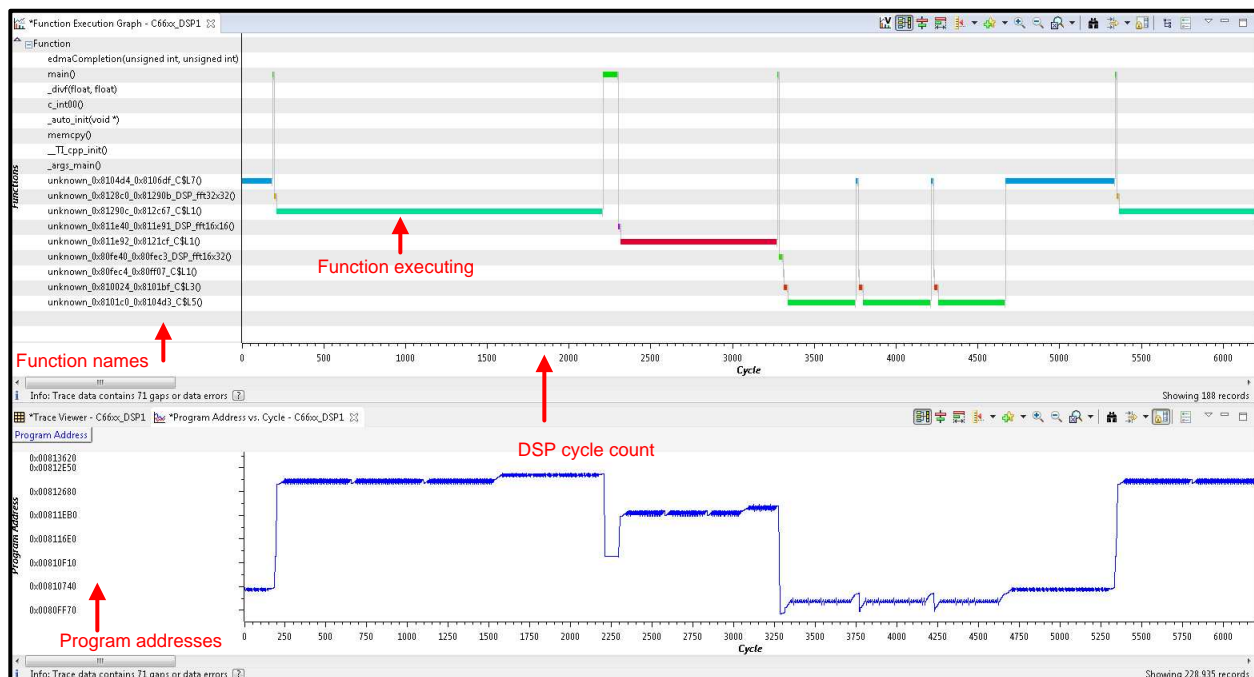 *Function Execution Graph - C66xx_DSP1
Function
edmaCompletion(unsigned int, unsigned int)
main()
_divf(float, float)
c_int00()
_auto_init(void *)
memcpy()
__TI_cpp_init()
_args_main()
unknown_0x8104d4_0x8106df_C$L7()
unknown_0x8128c0_0x81290b_DSP_fft32x32()
unknown_0x81290c_0x812c67_C$L1()
unknown_0x811e40_0x811e91_DSP_fft16x16()
unknown_0x811e92_0x8121cf_C$L1()
unknown_0x80fe40_0x80fec3_DSP_fft16x32()
unknown_0x80fec4_0x80ff07_C$L1()
unknown_0x810024_0x8101bf_C$L3()
unknown_0x8101c0_0x8104d3_C$L5()
Functions
Function executing
Function names
0 500 1000 1500 2000 2500 3000 3500 4000 4500 5000 5500 6000
Cycle
Info: Trace data contains 71 gaps or data errors ?
Showing 188 records
*Trace Viewer - C66xx_DSP1 *Program Address vs. Cycle - C66xx_DSP1
Program Address
DSP cycle count
0x00813620
0x00812E50
0x00812680
0x00811EB0
0x008116E0
0x00810F10
0x00810740
0x0080FF70
Program Address
Program addresses
0 250 500 750 1000 1250 1500 1750 2000 2250 2500 2750 3000 3250 3500 3750 4000 4250 4500 4750 5000 5250 5500 5750 6000
Cycle
Info: Trace data contains 71 gaps or data errors ?
Showing 228,935 records